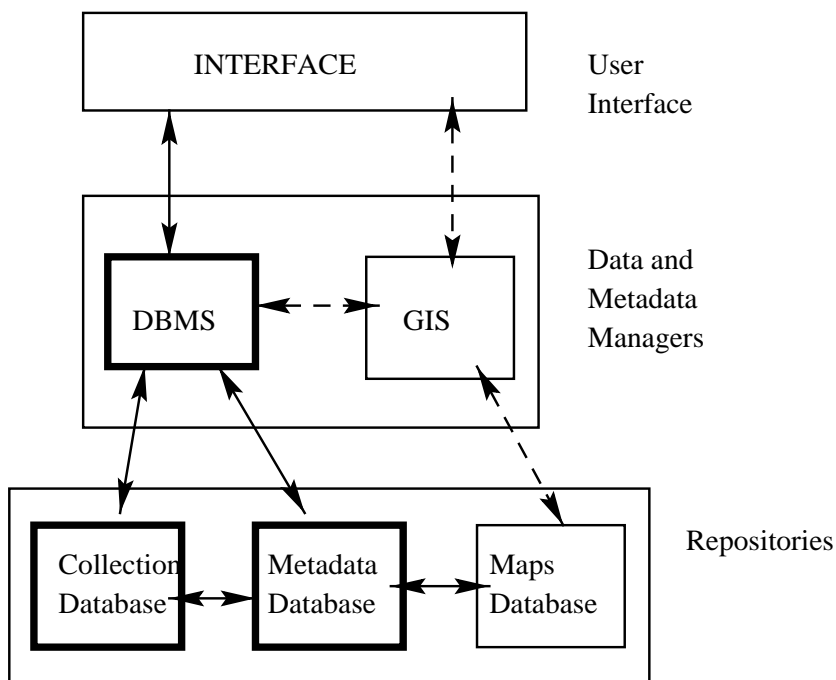 INTERFACE
User
Interface
DBMS
GIS
Data and
Metadata
Managers
Collection
Database
Metadata
Database
Maps
Database
Repositories